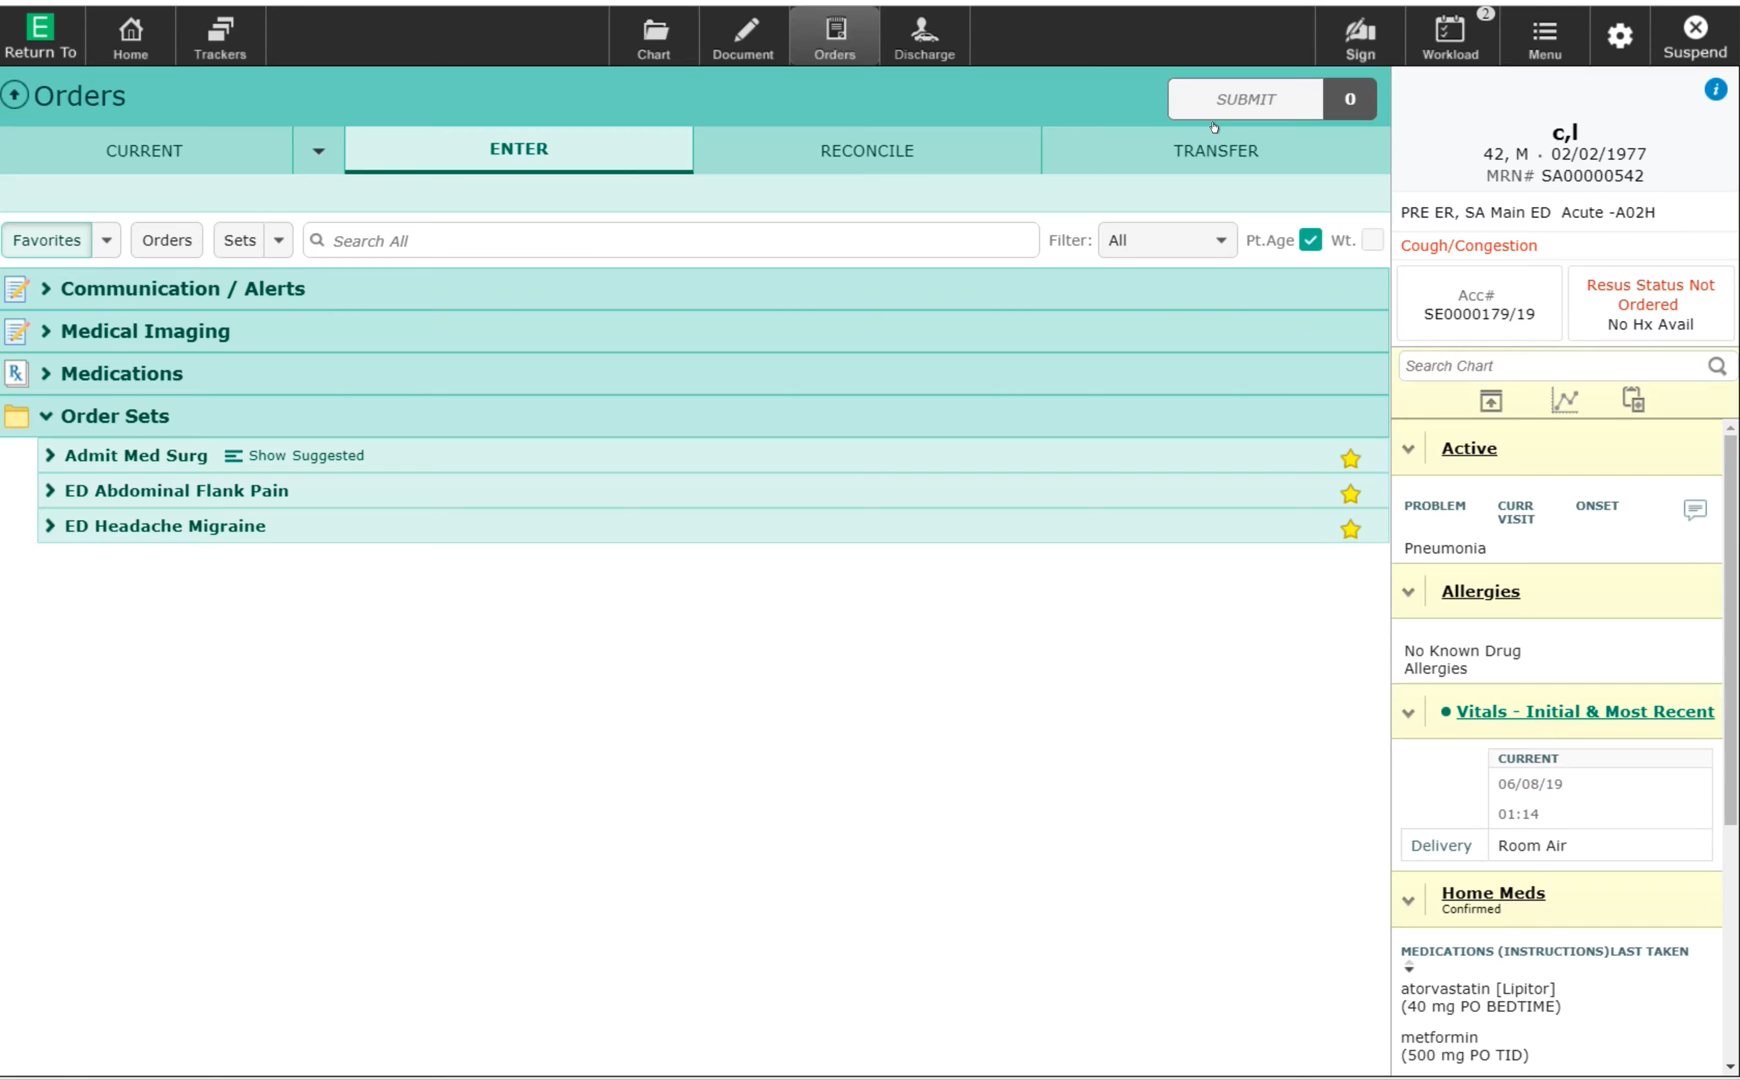 E
Return To
Home
Trackers
Chart
Document
Orders
Discharge
Sign
2
Workload
Menu
Suspend
Orders
SUBMIT
0
CURRENT
ENTER
RECONCILE
TRANSFER
Favorites
Orders
Sets
Search All
Filter:
All
Pt.Age
Wt.
Communication / Alerts
Medical Imaging
Rx
Medications
Order Sets
Admit Med Surg
Show Suggested
ED Abdominal Flank Pain
ED Headache Migraine
i
c,l
42, M · 02/02/1977
MRN# SA00000542
PRE ER, SA Main ED Acute -A02H
Cough/Congestion
Acc#
SE0000179/19
Resus Status Not
Ordered
No Hx Avail
Search Chart
Active
PROBLEM
CURR
VISIT
ONSET
Pneumonia
Allergies
No Known Drug
Allergies
Vitals - Initial & Most Recent
CURRENT
06/08/19
01:14
Delivery
Room Air
Home Meds
Confirmed
MEDICATIONS (INSTRUCTIONS)LAST TAKEN
atorvastatin [Lipitor]
(40 mg PO BEDTIME)
metformin
(500 mg PO TID)